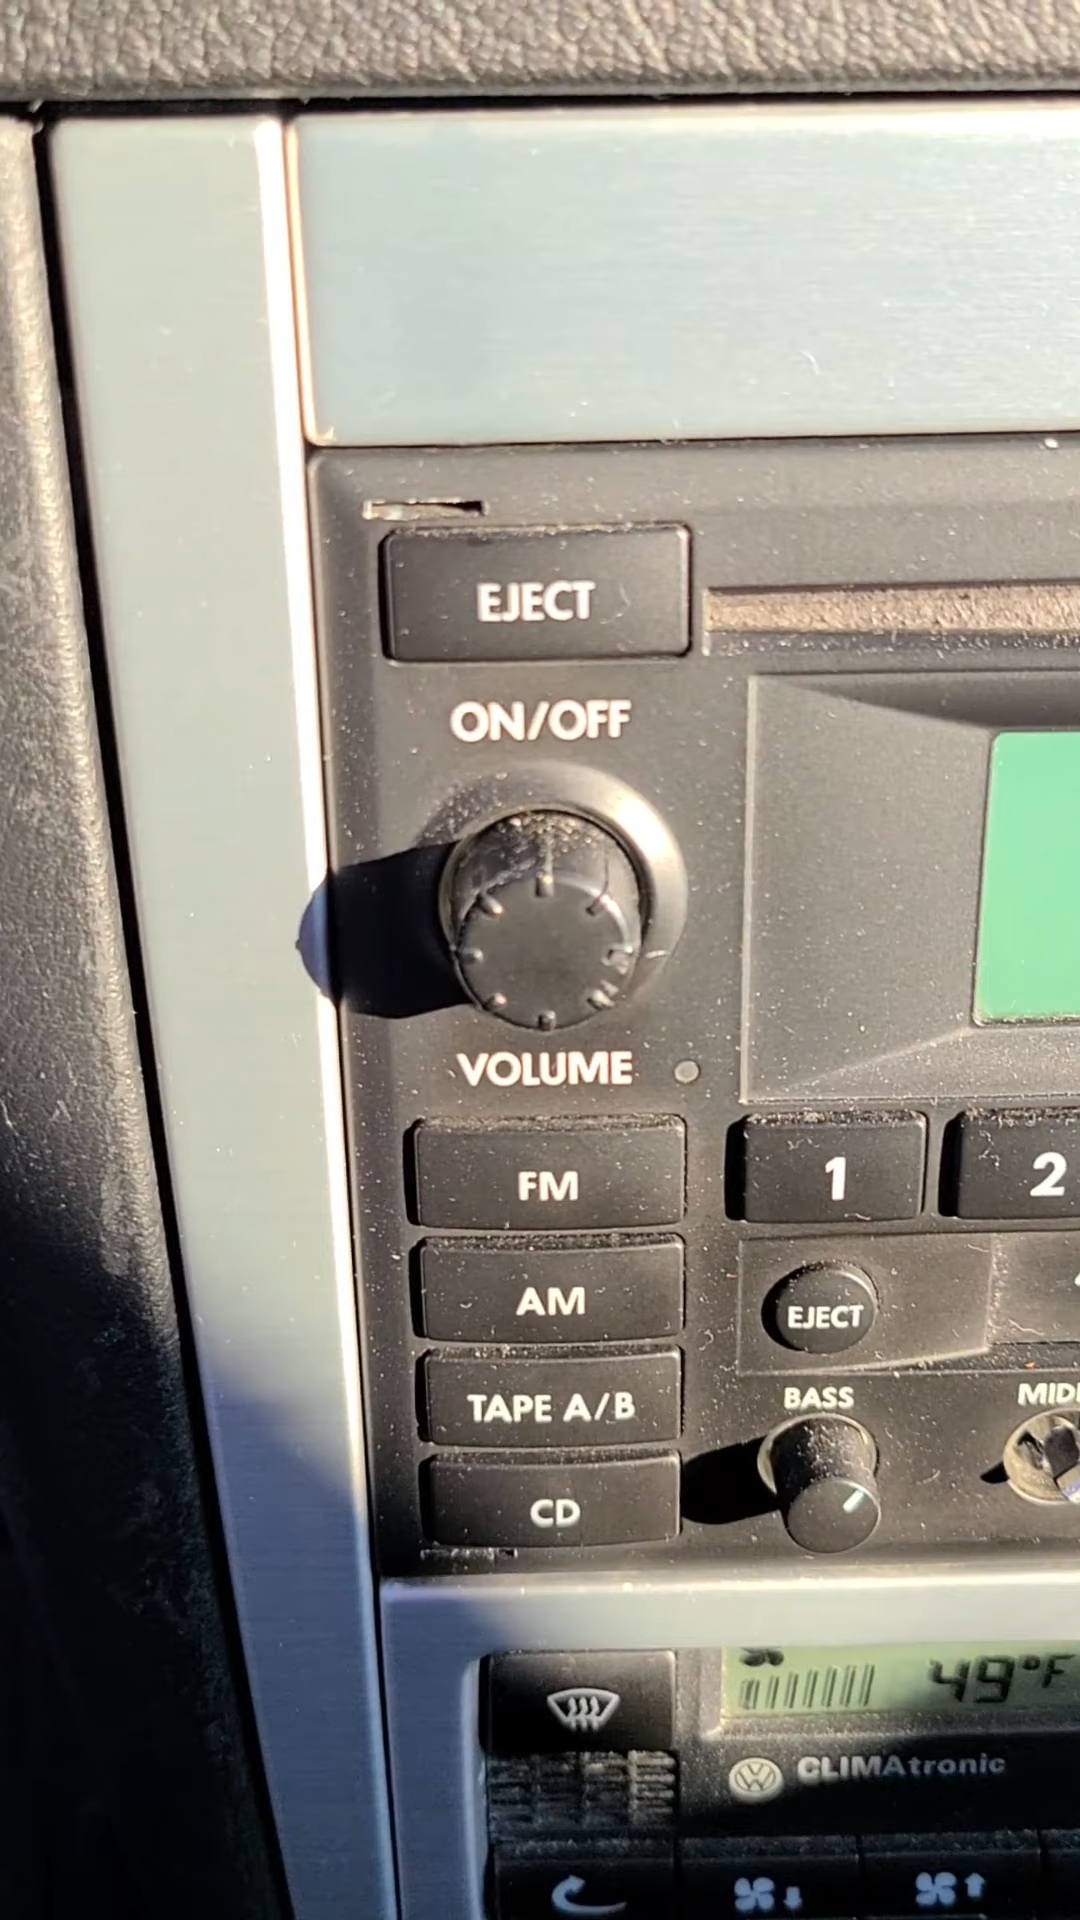 EJECT
ON/OFF
VOLUME
FM
1
2
AM
EJECT
TAPE A/B
BASS
CD
49°F
CLIMAtronic